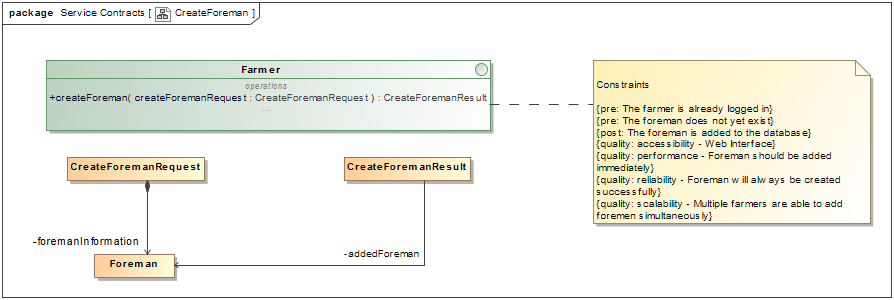 package Service Contracts [ CreateForeman ]
Farmer
operations
+createForeman( createForemanRequest : CreateForemanRequest ) : CreateForemanResult
...
Constraints
{pre: The farmer is already logged in}
{pre: The foreman does not yet exist}
{post: The foreman is added to the database}
{quality: accessibility - Web Interface}
{quality: performance - Foreman should be added
immediately}
{quality: reliability - Foreman will always be created
successfully}
{quality: scalability - Multiple farmers are able to add
foremen simultaneously}
CreateForemanRequest
CreateForemanResult
-foremanInformation
-addedForeman
Foreman